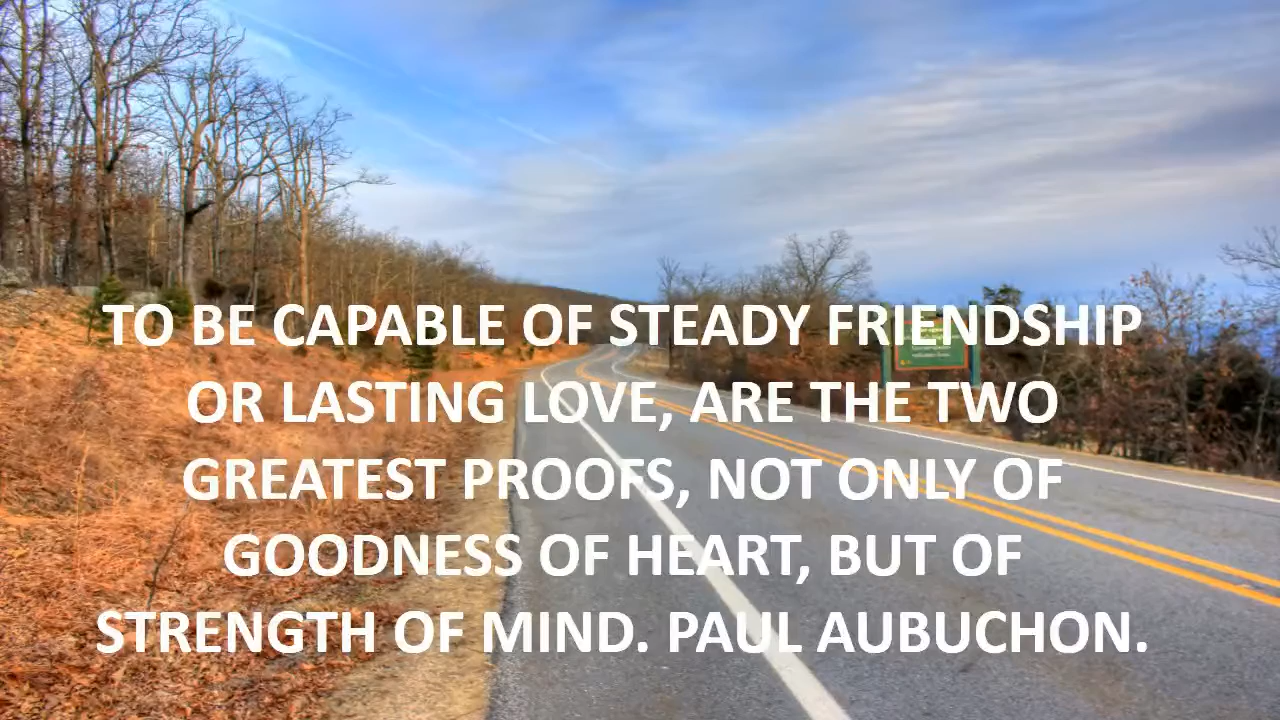 TO BE CAPABLE OF STEADY FRIENDSHIP
OR LASTING LOVE, ARE THE TWO
GREATEST PROOFS, NOT ONLY OF
GOODNESS OF HEART, BUT OF
STRENGTH OF MIND. PAUL AUBUCHON.